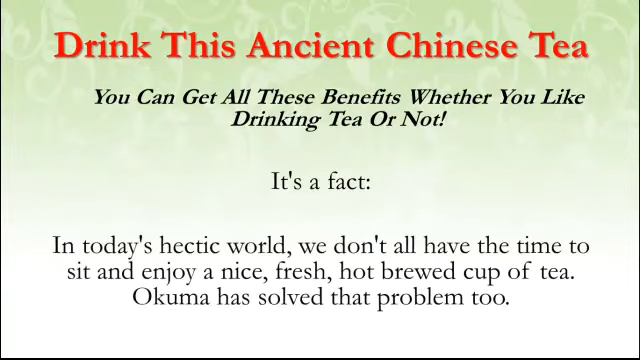 Drink This Ancient Chinese Tea
You Can Get All These Benefits Whether You Like
Drinking Tea Or Not!
It's a fact:
In today's hectic world, we don't all have the time to
sit and enjoy a nice, fresh, hot brewed cup of tea.
Okuma has solved that problem too.